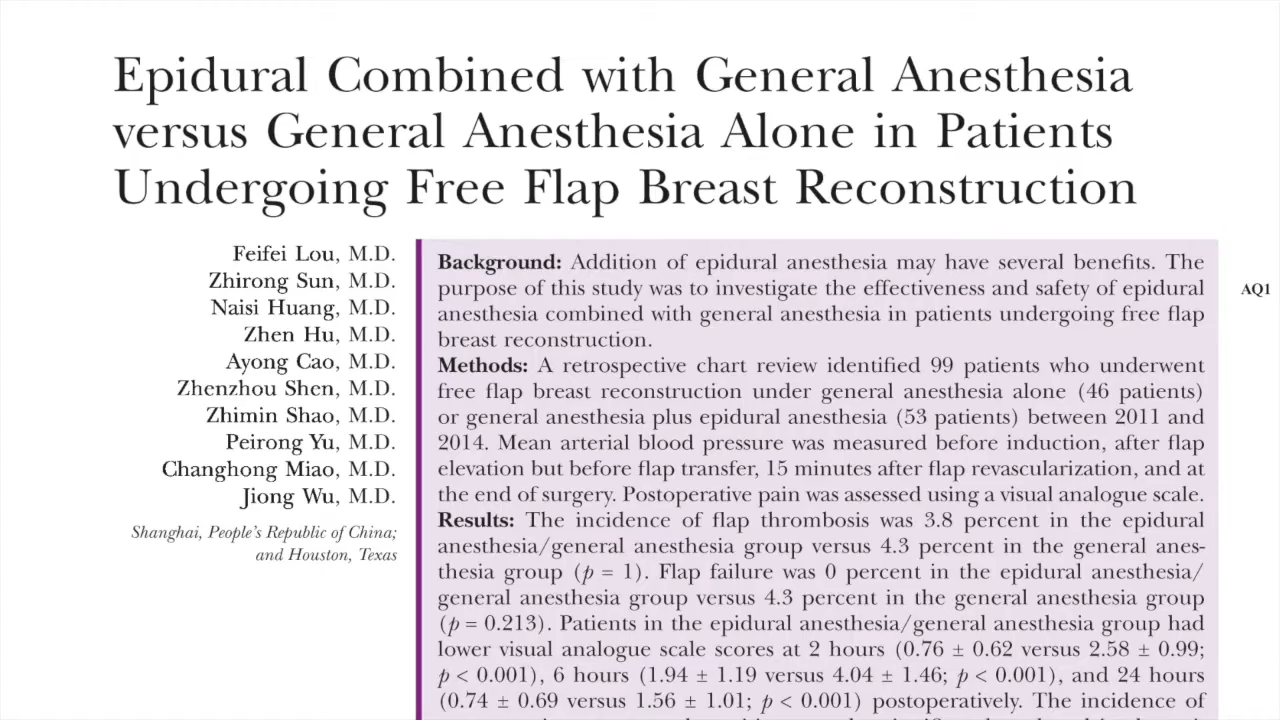 Epidural Combined with General Anesthesia
versus General Anesthesia Alone in Patients
Undergoing Free Flap Breast Reconstruction
Feifei Lou, M.D.
Zhirong Sun, M.D.
Naisi Huang, M.D.
Zhen Hu, M.D.
Ayong Cao, M.D.
Zhenzhou Shen, M.D.
Zhimin Shao, M.D.
Peirong Yu, M.D.
Changhong Miao, M.D.
Jiong Wu, M.D.
Shanghai, People's Republic of China;
and Houston, Texas
Background: Addition of epidural anesthesia may have several benefits. The
purpose of this study was to investigate the effectiveness and safety of epidural
anesthesia combined with general anesthesia in patients undergoing free flap
breast reconstruction.
Methods: A retrospective chart review identified 99 patients who underwent
free flap breast reconstruction under general anesthesia alone (46 patients)
or general anesthesia plus epidural anesthesia (53 patients) between 2011 and
2014. Mean arterial blood pressure was measured before induction, after flap
elevation but before flap transfer, 15 minutes after flap revascularization, and at
the end of surgery. Postoperative pain was assessed using a visual analogue scale.
Results: The incidence of flap thrombosis was 3.8 percent in the epidural
anesthesia/general anesthesia group versus 4.3 percent in the general anes-
thesia group (p = 1). Flap failure was 0 percent in the epidural anesthesia/
general anesthesia group versus 4.3 percent in the general anesthesia group
(p = 0.213). Patients in the epidural anesthesia/general anesthesia group had
lower visual analogue scale scores at 2 hours (0.76 ± 0.62 versus 2.58 ± 0.99;
p < 0.001), 6 hours (1.94 ± 1.19 versus 4.04 ± 1.46; p < 0.001), and 24 hours
(0.74 ± 0.69 versus 1.56 ± 1.01; p < 0.001) postoperatively. The incidence of
AQ1